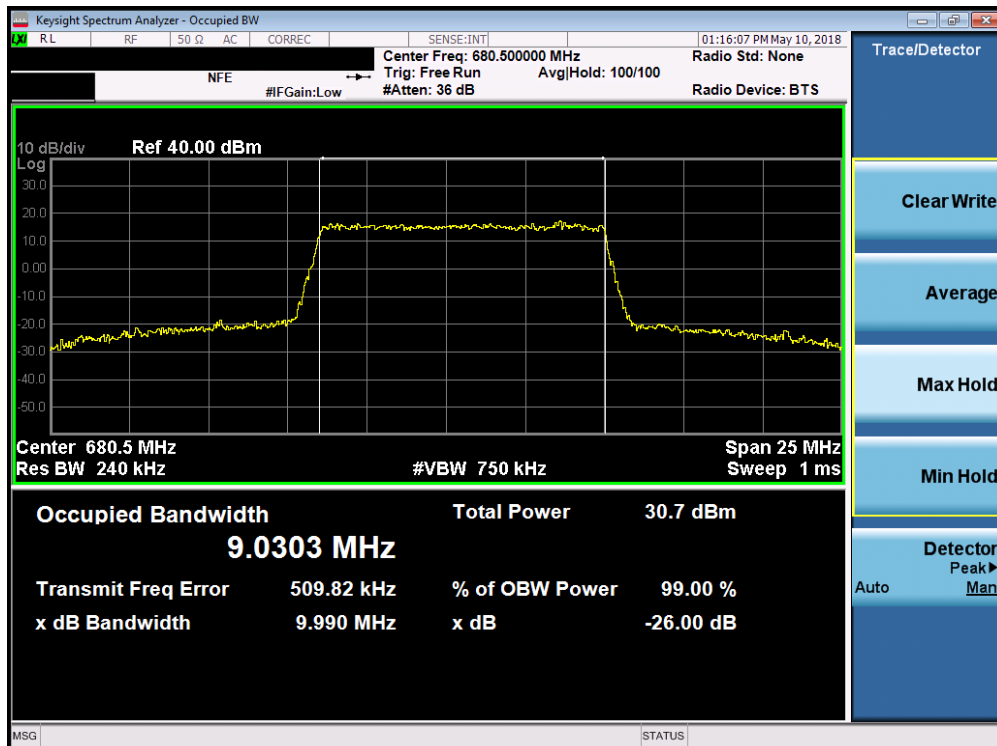 Keysight Spectrum Analyzer - Occupied BW
LXI RL RF 50 Ω AC CORREC SENSE:INT 01:16:07 PM May 10, 2018
Center Freq: 680.500000 MHz Radio Std: None
NFE Trig: Free Run Avg|Hold: 100/100
#IFGain:Low #Atten: 36 dB Radio Device: BTS
Trace/Detector
10 dB/div Ref 40.00 dBm
Log
30.0
20.0
10.0
0.00
-10.0
-20.0
-30.0
-40.0
-50.0
Center 680.5 MHz Span 25 MHz
Res BW 240 kHz #VBW 750 kHz Sweep 1 ms
Occupied Bandwidth Total Power 30.7 dBm
9.0303 MHz
Transmit Freq Error 509.82 kHz % of OBW Power 99.00 %
x dB Bandwidth 9.990 MHz x dB -26.00 dB
Clear Write
Average
Max Hold
Min Hold
Detector
Peak▶
Auto Man
MSG STATUS